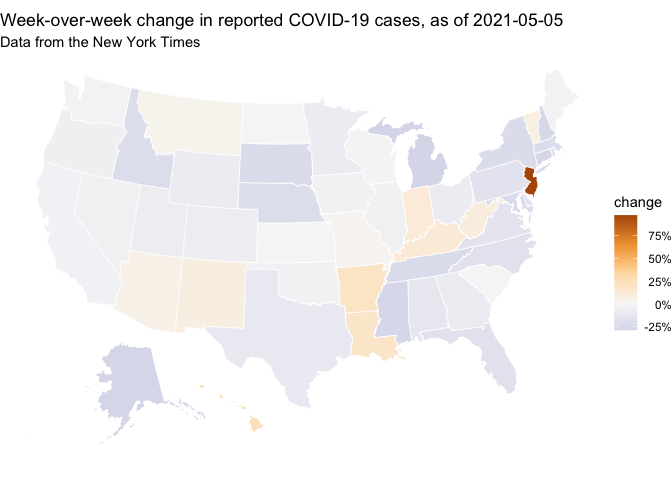 Week-over-week change in reported COVID-19 cases, as of 2021-05-05
Data from the New York Times
change
75%
50%
25%
0%
-25%